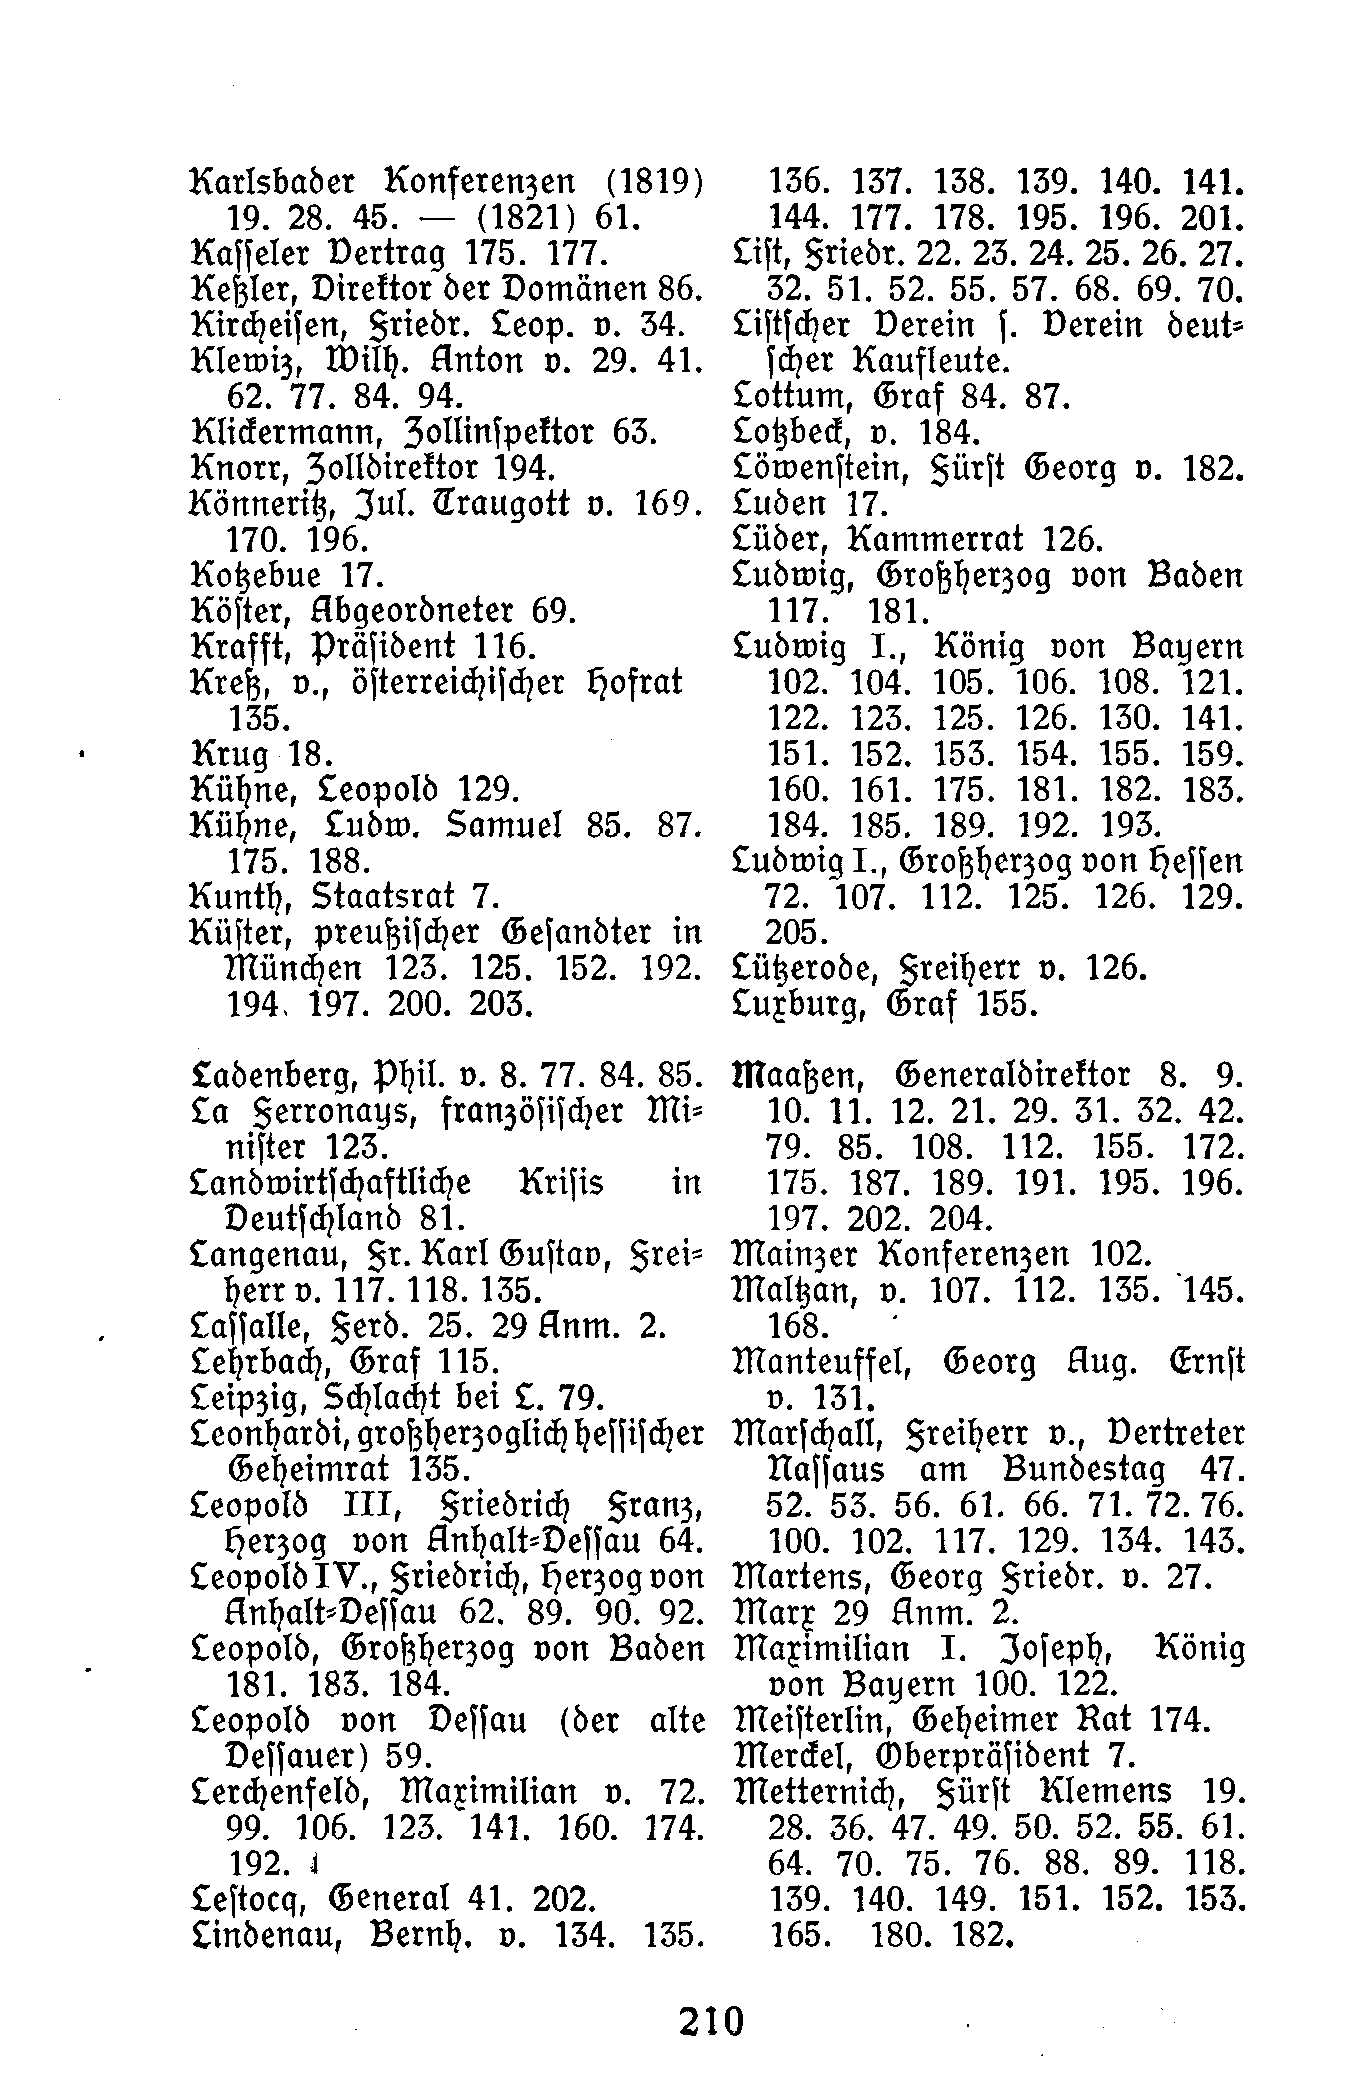 Karlsbader Konferenzen (1819)
19. 28. 45. — (1821) 61.
Kaſſeler Vertrag 175. 177.
Keßler, Direktor der Domänen 86.
Kircheiſen, Friedr. Leop. v. 34.
Klewiz, Wilh. Anton v. 29. 41.
62. 77. 84. 94.
Klickermann, Zollinſpektor 63.
Knorr, Zolldirektor 194.
Könneritz, Jul. Traugott v. 169.
170. 196.
Kotzebue 17.
Köſter, Abgeordneter 69.
Krafft, Präſident 116.
Kreß, v., öſterreichiſcher Hofrat
135.
Krug 18.
Kühne, Leopold 129.
Kühne, Ludw. Samuel 85. 87.
175. 188.
Kunth, Staatsrat 7.
Küſter, preußiſcher Geſandter in
München 123. 125. 152. 192.
194. 197. 200. 203.
Ladenberg, Phil. v. 8. 77. 84. 85.
La Ferronays, franzöſiſcher Mi⸗
niſter 123.
Landwirtſchaftliche Kriſis in
Deutſchland 81.
Langenau, Fr. Karl Guſtav, Frei⸗
herr v. 117. 118. 135.
Laſſalle, Ferd. 25. 29 Anm. 2.
Lehrbach, Graf 115.
Leipzig, Schlacht bei L. 79.
Leonhardi, großherzoglich heſſiſcher
Geheimrat 135.
Leopold III, Friedrich Franz,
Herzog von Anhalt⸗Deſſau 64.
Leopold IV., Friedrich, Herzog von
Anhalt⸗Deſſau 62. 89. 90. 92.
Leopold, Großherzog von Baden
181. 183. 184.
Leopold von Deſſau (der alte
Deſſauer) 59.
Lerchenfeld, Maximilian v. 72.
99. 106. 123. 141. 160. 174.
192.
Leſtocq, General 41. 202.
Lindenau, Bernh. v. 134. 135.
136. 137. 138. 139. 140. 141.
144. 177. 178. 195. 196. 201.
Liſt, Friedr. 22. 23. 24. 25. 26. 27.
32. 51. 52. 55. 57. 68. 69. 70.
Liſtſcher Verein ſ. Verein deut⸗
ſcher Kaufleute.
Lottum, Graf 84. 87.
Lotzbeck, v. 184.
Löwenſtein, Fürſt Georg v. 182.
Luden 17.
Lüder, Kammerrat 126.
Ludwig, Großherzog von Baden
117. 181.
Ludwig I., König von Bayern
102. 104. 105. 106. 108. 121.
122. 123. 125. 126. 130. 141.
151. 152. 153. 154. 155. 159.
160. 161. 175. 181. 182. 183.
184. 185. 189. 192. 193.
Ludwig I., Großherzog von Heſſen
72. 107. 112. 125. 126. 129.
205.
Lützerode, Freiherr v. 126.
Luxburg, Graf 155.
Maaßen, Generaldirektor 8. 9.
10. 11. 12. 21. 29. 31. 32. 42.
79. 85. 108. 112. 155. 172.
175. 187. 189. 191. 195. 196.
197. 202. 204.
Mainzer Konferenzen 102.
Maltzan, v. 107. 112. 135. 145.
168.
Manteuffel, Georg Aug. Ernſt
v. 131.
Marſchall, Freiherr v., Vertreter
Naſſaus am Bundestag 47.
52. 53. 56. 61. 66. 71. 72. 76.
100. 102. 117. 129. 134. 143.
Martens, Georg Friedr. v. 27.
Marx 29 Anm. 2.
Maximilian I. Joſeph, König
von Bayern 100. 122.
Meiſterlin, Geheimer Rat 174.
Merckel, Oberpräſident 7.
Metternich, Fürſt Klemens 19.
28. 36. 47. 49. 50. 52. 55. 61.
64. 70. 75. 76. 88. 89. 118.
139. 140. 149. 151. 152. 153.
165. 180. 182.
210